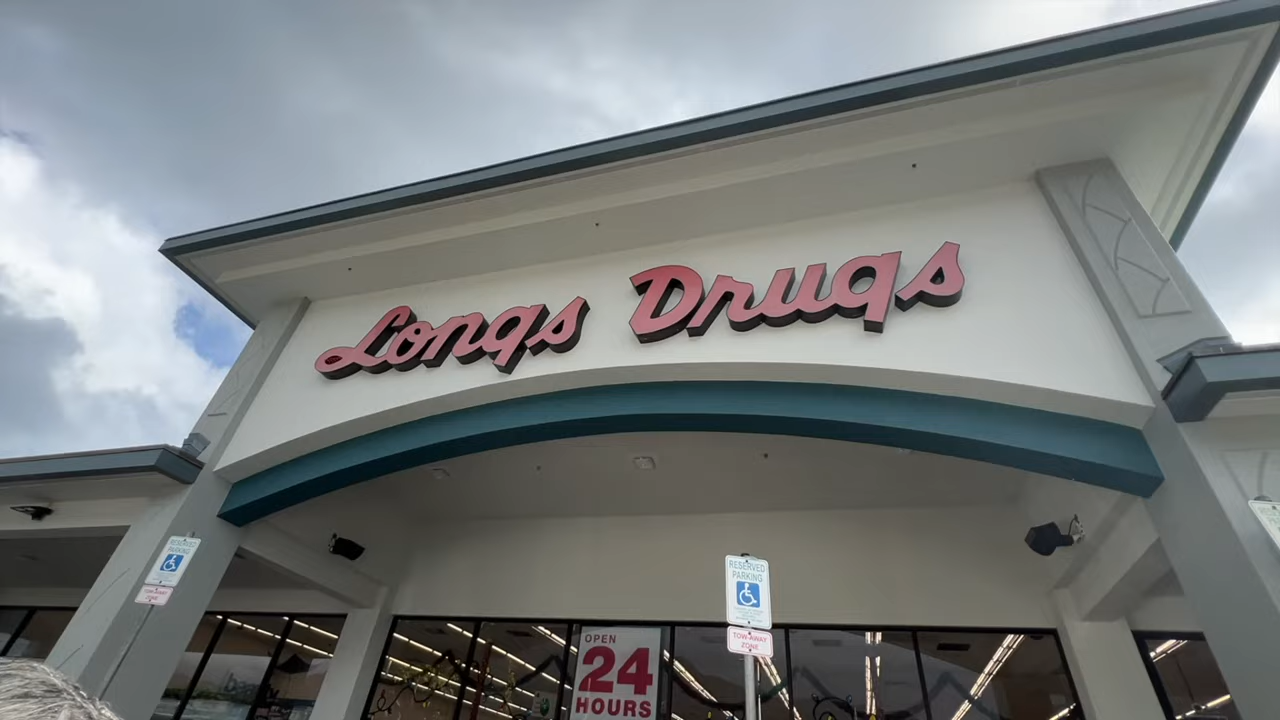 Longs Drugs
RESERVED
PARKING
TOW-AWAY
ZONE
OPEN
24
HOURS
RESERVED
PARKING
TOW-AWAY
ZONE